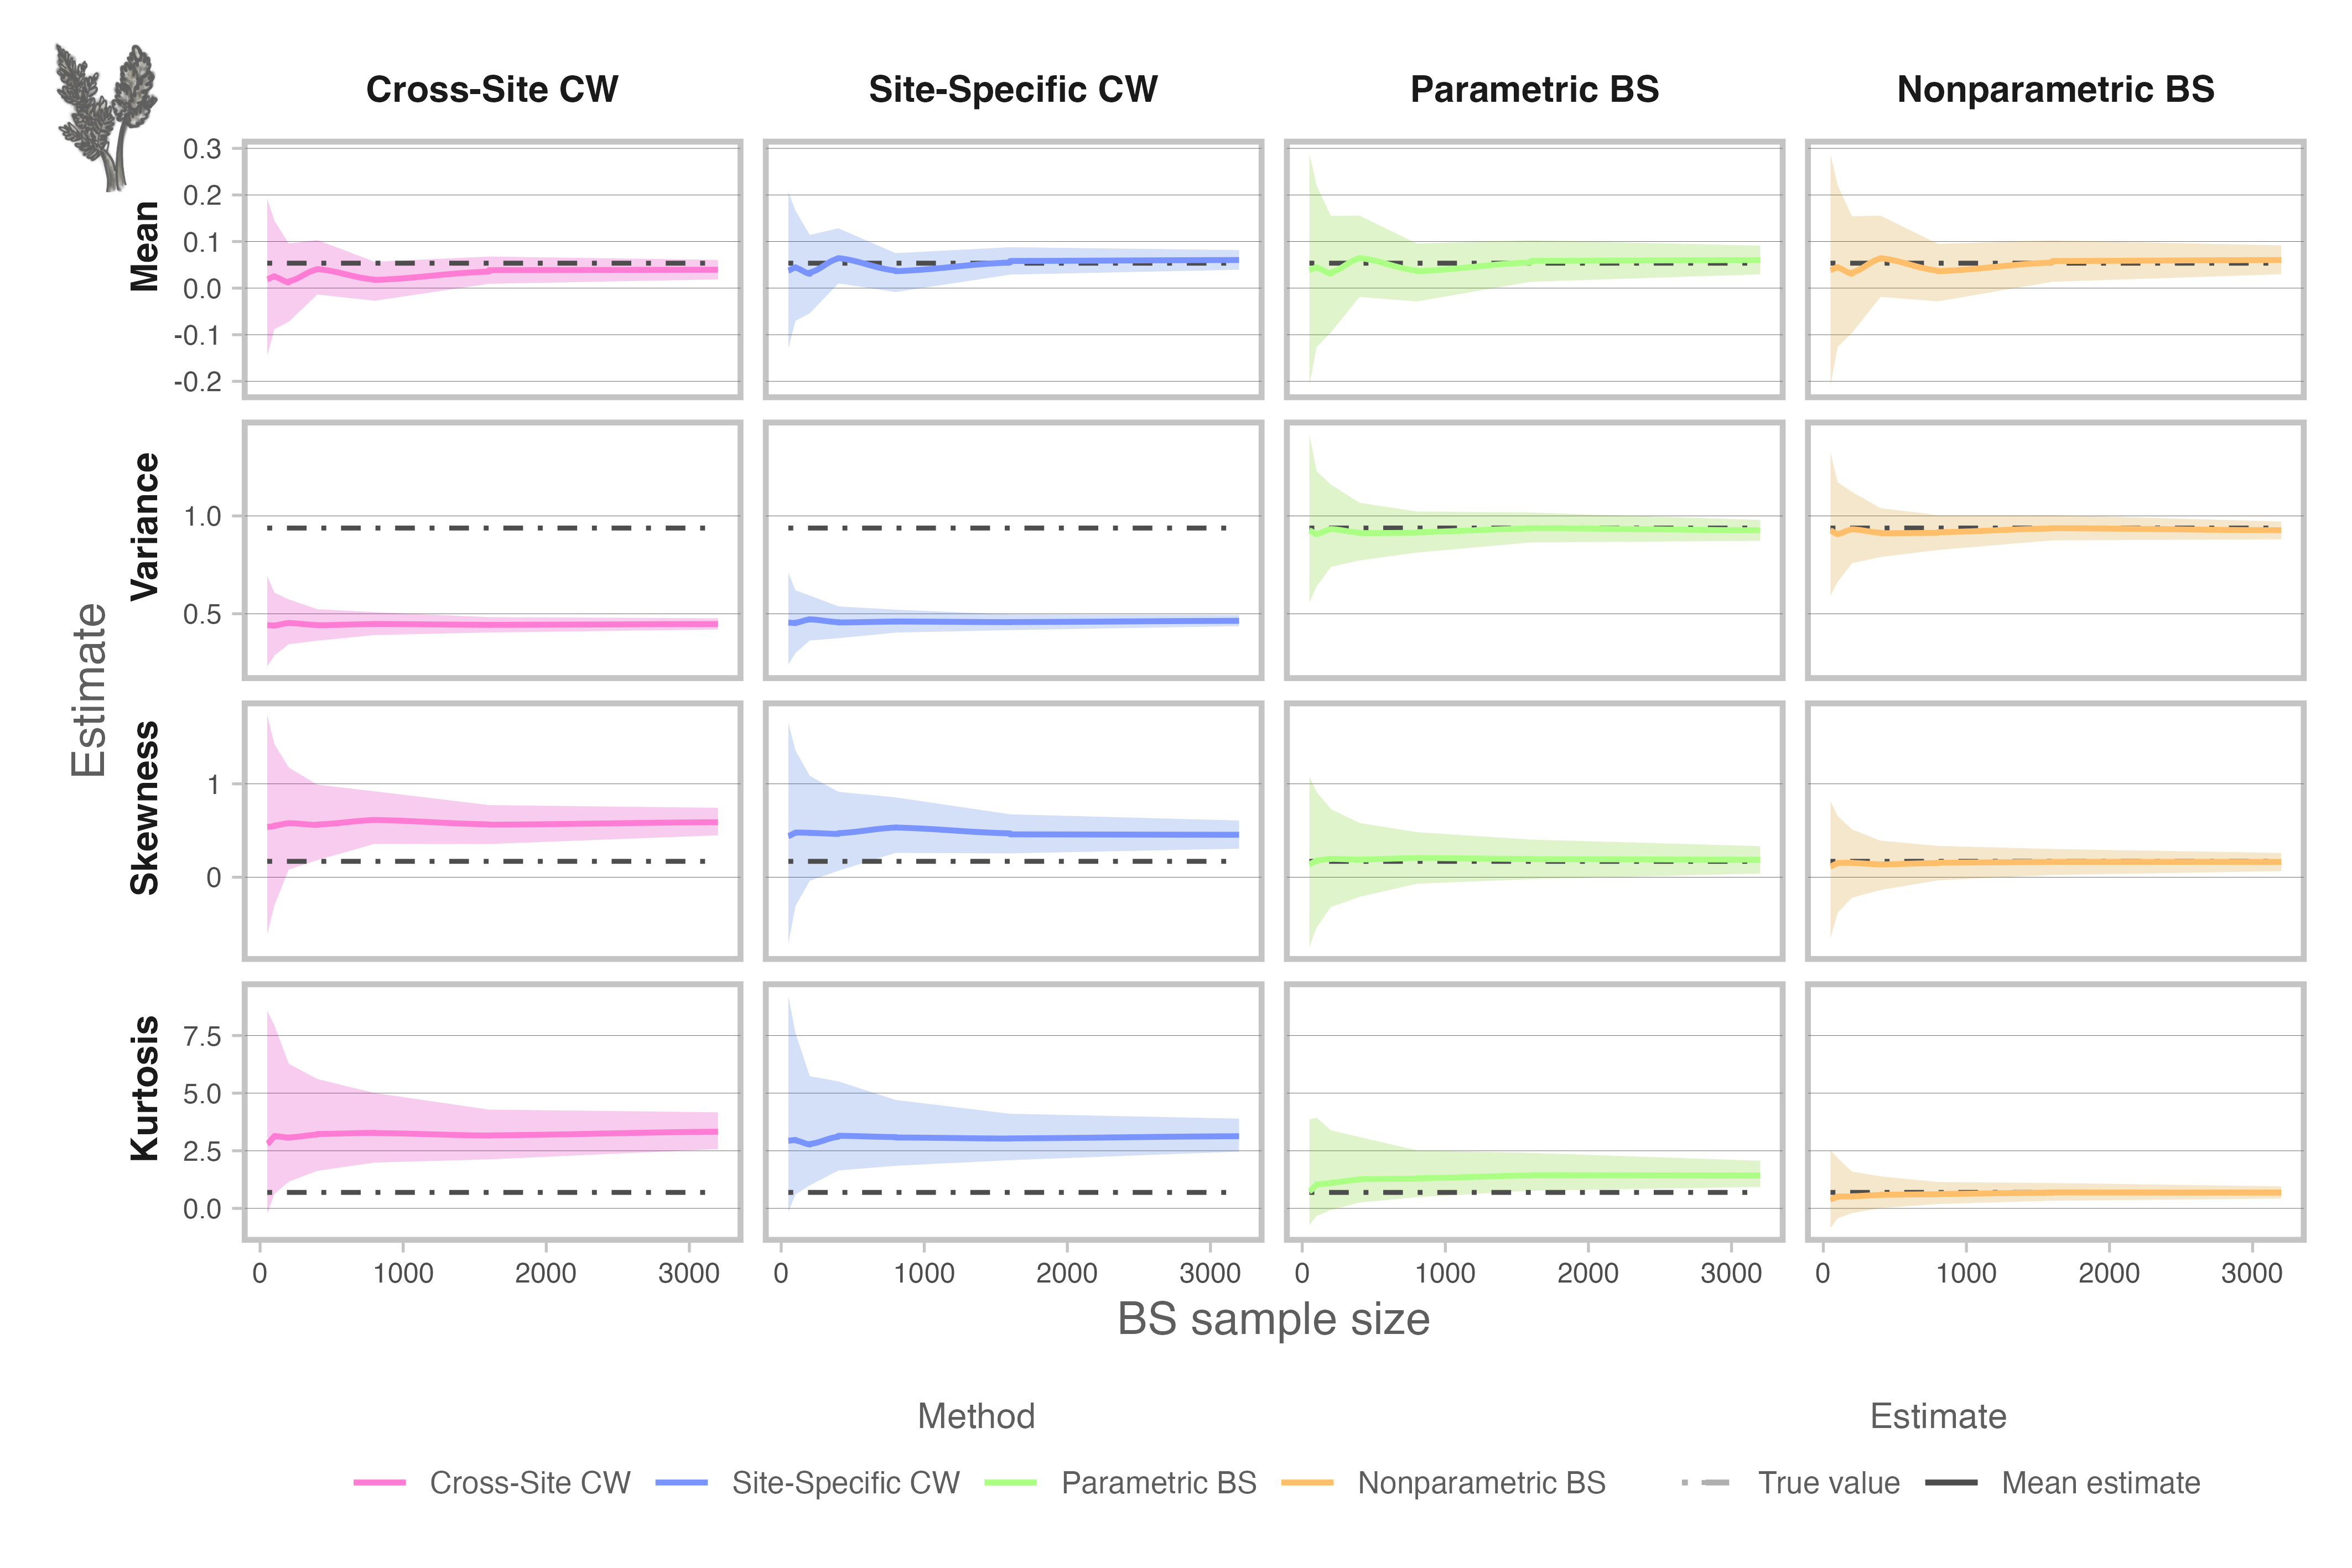 Cross-Site CW Site-Specific CW Parametric BS Nonparametric BS
Estimate
Mean
0.3
0.2
0.1
0.0
-0.1
-0.2
Variance
1.0
0.5
Skewness
1
0
Kurtosis
7.5
5.0
2.5
0.0
0 1000 2000 3000 0 1000 2000 3000 0 1000 2000 3000 0 1000 2000 3000
BS sample size
Method Estimate
Cross-Site CW Site-Specific CW Parametric BS Nonparametric BS True value Mean estimate